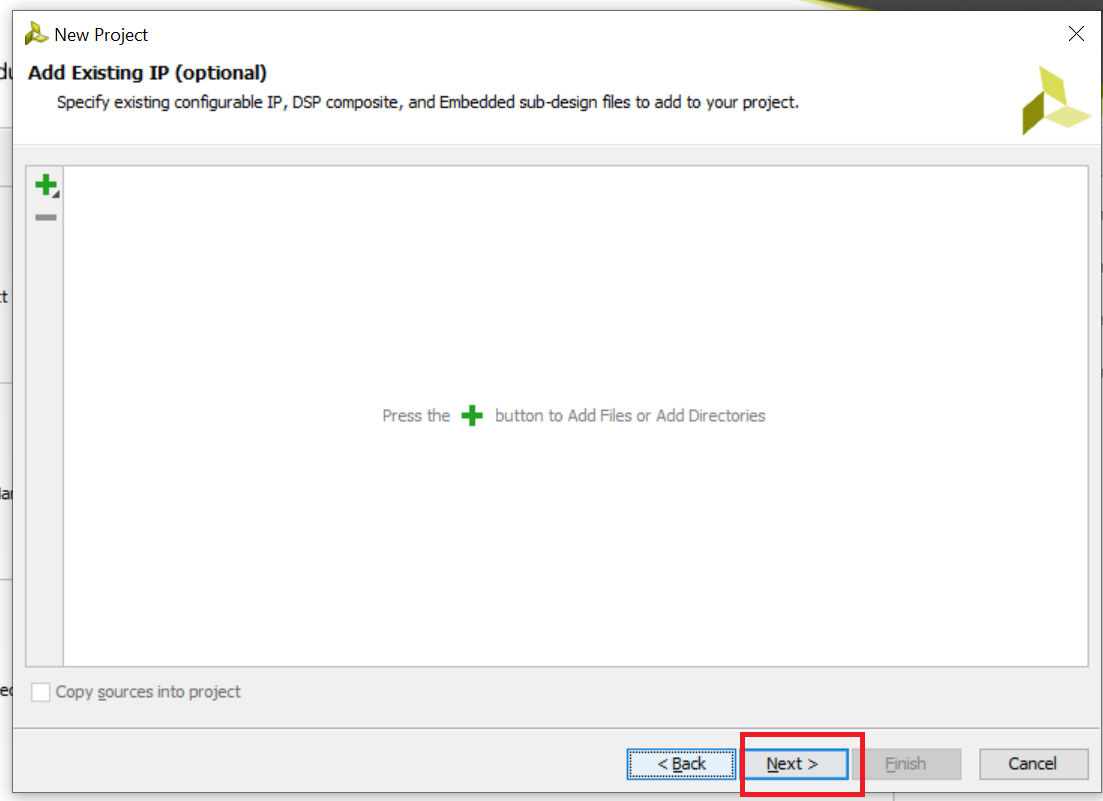 New Project
Add Existing IP (optional)
Specify existing configurable IP, DSP composite, and Embedded sub-design files to add to your project.
Press the button to Add Files or Add Directories
Copy sources into project
< Back
Next >
Finish
Cancel